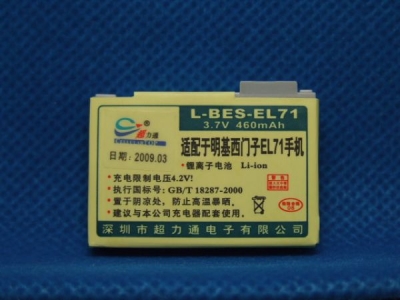 L-BES-EL71
3.7V 460mAh
超力通
日期:2009.03
适配于明基西门子EL71手机
·锂离子电池 Li-ion
·充电限制电压4.2V!
·执行国标号: GB/T 18287-2000
·置于阴凉处,防止高温暴晒。
·建议与本公司充电器配套使用。
深圳市超力通电子有限公司